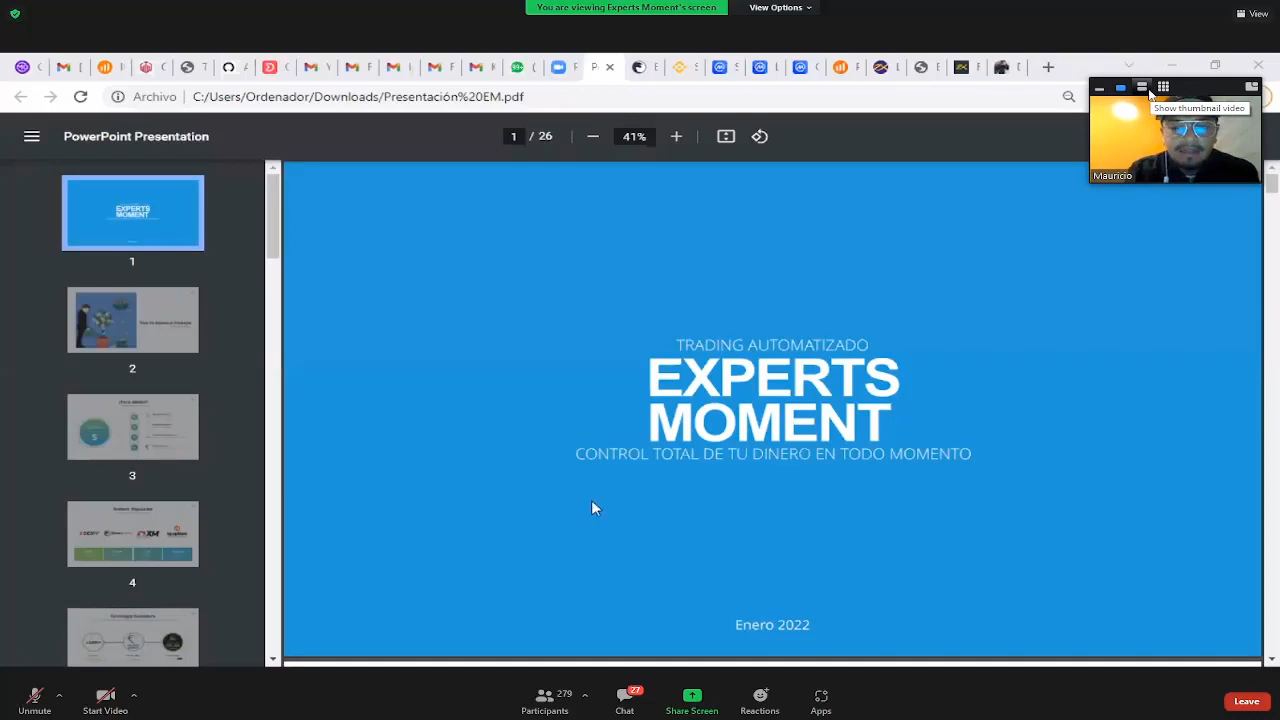 You are viewing Experts Moment's screen
View Options
View
Archivo
C:/Users/Ordenador/Downloads/Presentación%20EM.pdf
Show thumbnail video
Mauricio
PowerPoint Presentation
1 / 26
41%
EXPERTS
MOMENT
1
2
3
4
TRADING AUTOMATIZADO
EXPERTS
MOMENT
CONTROL TOTAL DE TU DINERO EN TODO MOMENTO
Enero 2022
Unmute
Start Video
279
Participants
27
Chat
Share Screen
Reactions
Apps
Leave